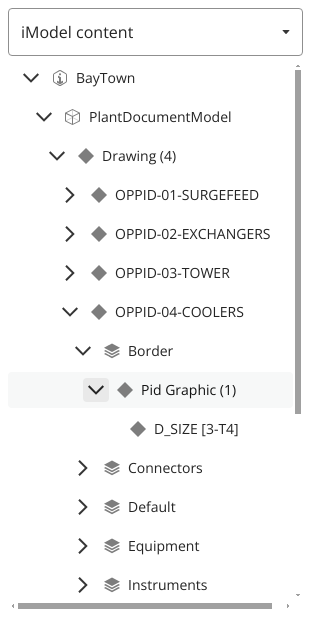 iModel content
BayTown
PlantDocumentModel
Drawing (4)
OPPID-01-SURGEFEED
OPPID-02-EXCHANGERS
OPPID-03-TOWER
OPPID-04-COOLERS
Border
Pid Graphic (1)
D_SIZE [3-T4]
Connectors
Default
Equipment
Instruments